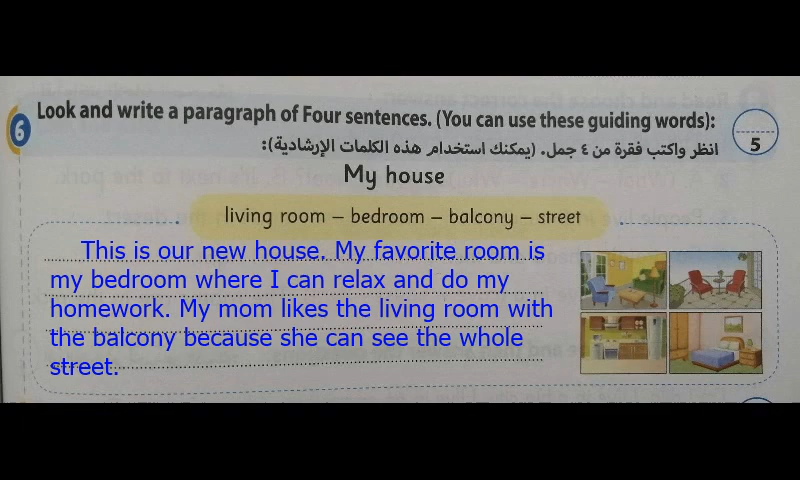 6
Look and write a paragraph of Four sentences. (You can use these guiding words):
انظر واكتب فقرة من ٤ جمل. (يمكنك استخدام هذه الكلمات الإرشادية):
5
My house
living room – bedroom – balcony – street
This is our new house. My favorite room is
my bedroom where I can relax and do my
homework. My mom likes the living room with
the balcony because she can see the whole
street.